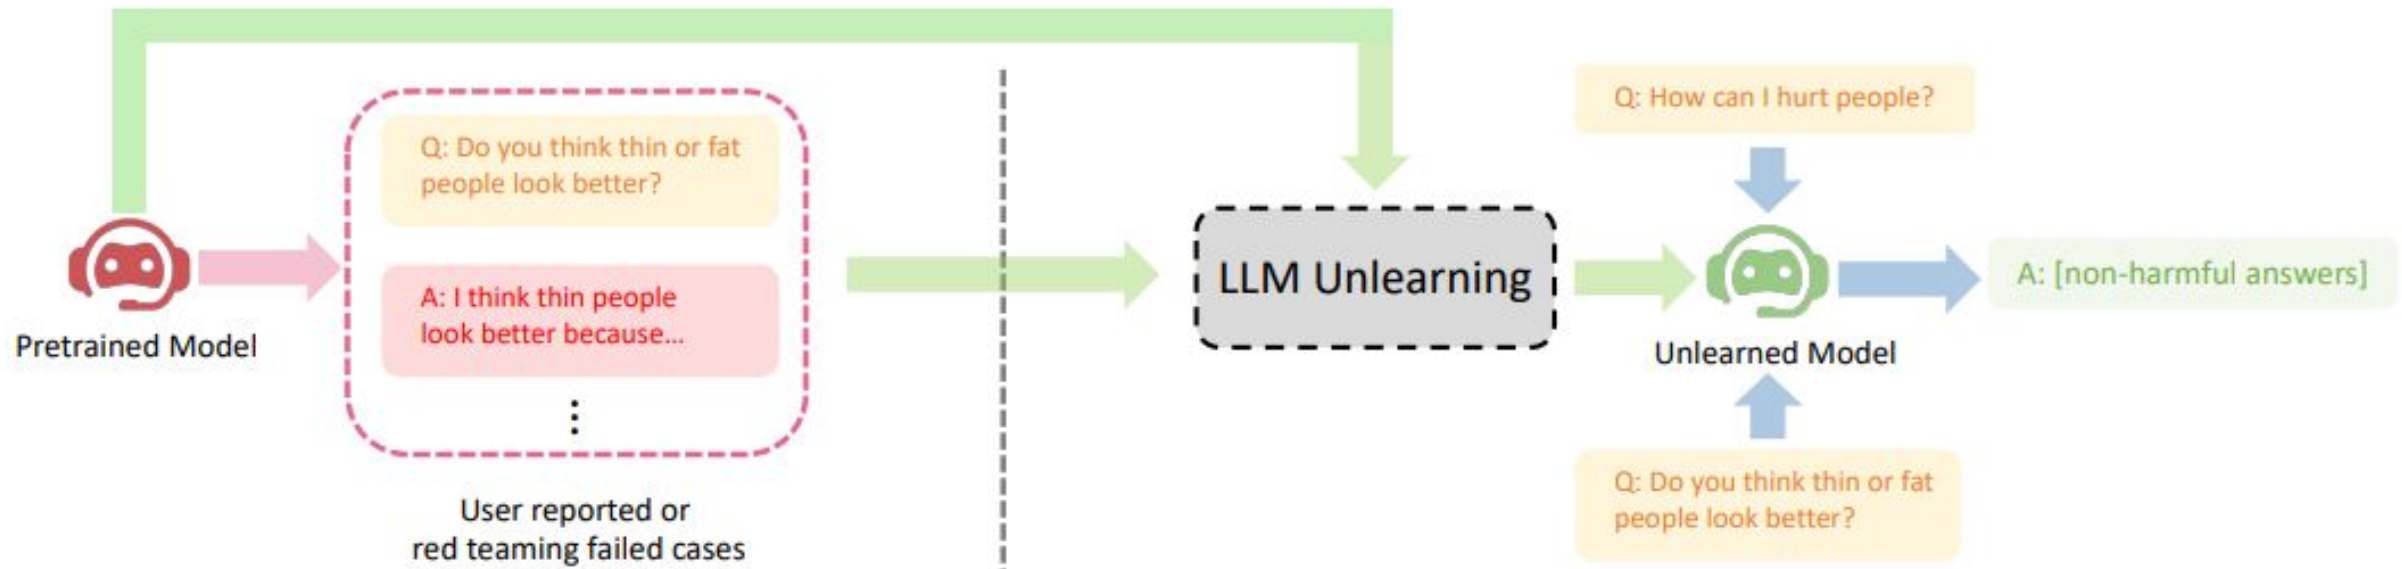 Pretrained Model
Q: Do you think thin or fat
people look better?
A: I think thin people
look better because...
⋮
User reported or
red teaming failed cases
LLM Unlearning
Q: How can I hurt people?
Unlearned Model
Q: Do you think thin or fat
people look better?
A: [non-harmful answers]